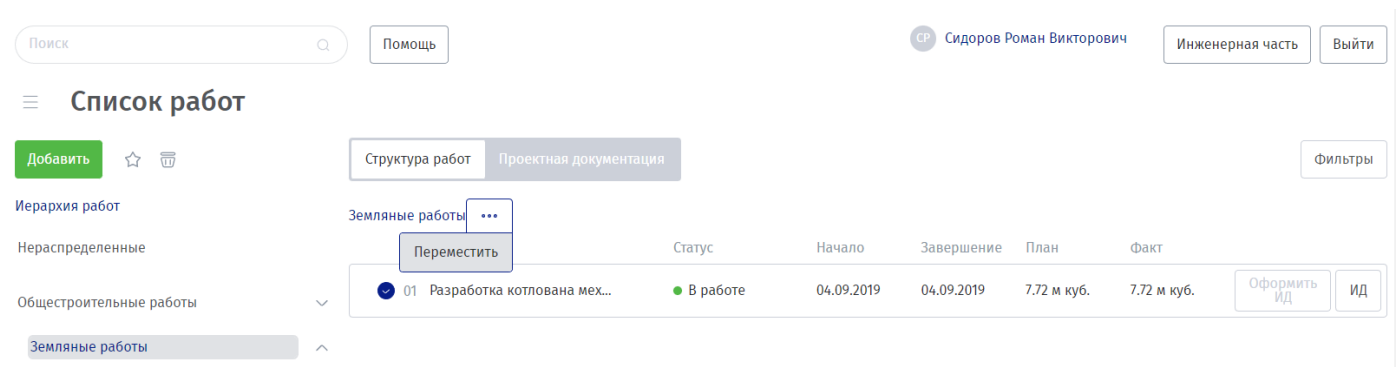 Поиск
Помощь
СР Сидоров Роман Викторович
Инженерная часть
Выйти
Список работ
Добавить
Структура работ
Проектная документация
Фильтры
Иерархия работ
Земляные работы
Нераспределенные
Переместить
Статус
Начало
Завершение
План
Факт
Общестроительные работы
01 Разработка котлована мех...
В работе
04.09.2019
04.09.2019
7.72 м куб.
7.72 м куб.
Оформить
ИД
ИД
Земляные работы